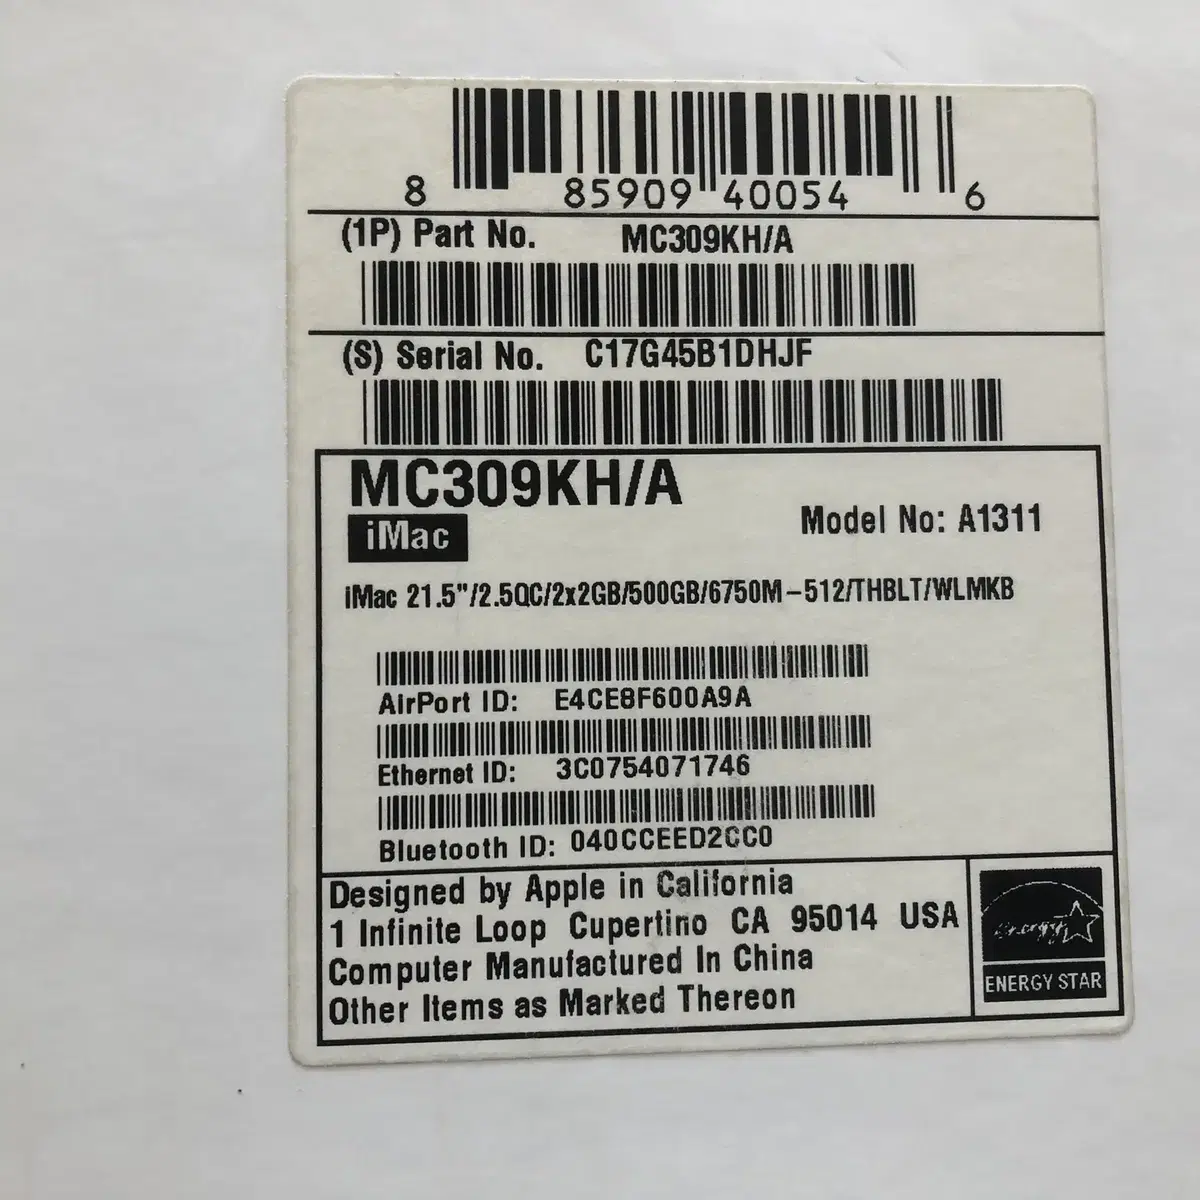 8 85909 40054 6
(1P) Part No. MC309KH/A
(S) Serial No. C17G45B1DHJF
MC309KH/A
iMac
Model No: A1311
iMac 21.5"/2.5QC/2x2GB/500GB/6750M-512/THBLT/WLMKB
AirPort ID: E4CE8F600A9A
Ethernet ID: 3C0754071746
Bluetooth ID: 040CCEED2CC0
Designed by Apple in California
1 Infinite Loop Cupertino CA 95014 USA
Computer Manufactured In China
Other Items as Marked Thereon
energy
ENERGY STAR